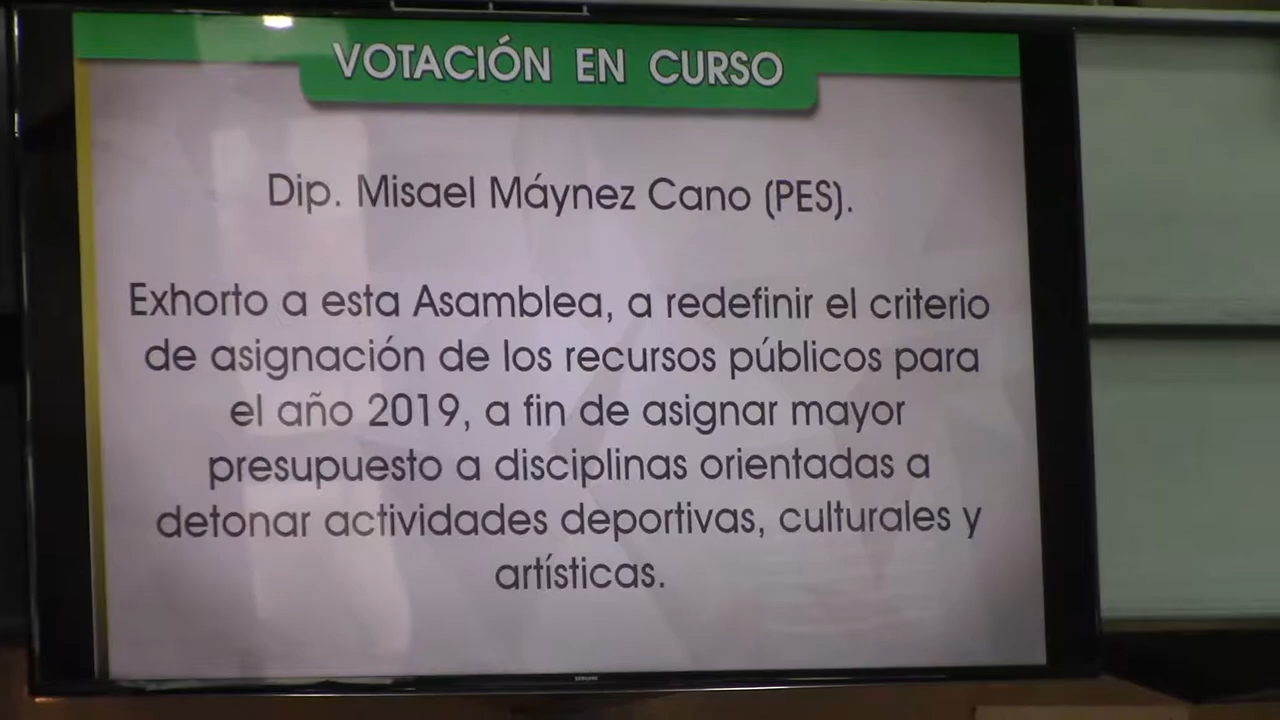 VOTACIÓN EN CURSO
Dip. Misael Máynez Cano (PES).
Exhorto a esta Asamblea, a redefinir el criterio
de asignación de los recursos públicos para
el año 2019, a fin de asignar mayor
presupuesto a disciplinas orientadas a
detonar actividades deportivas, culturales y
artísticas.
SAMSUNG